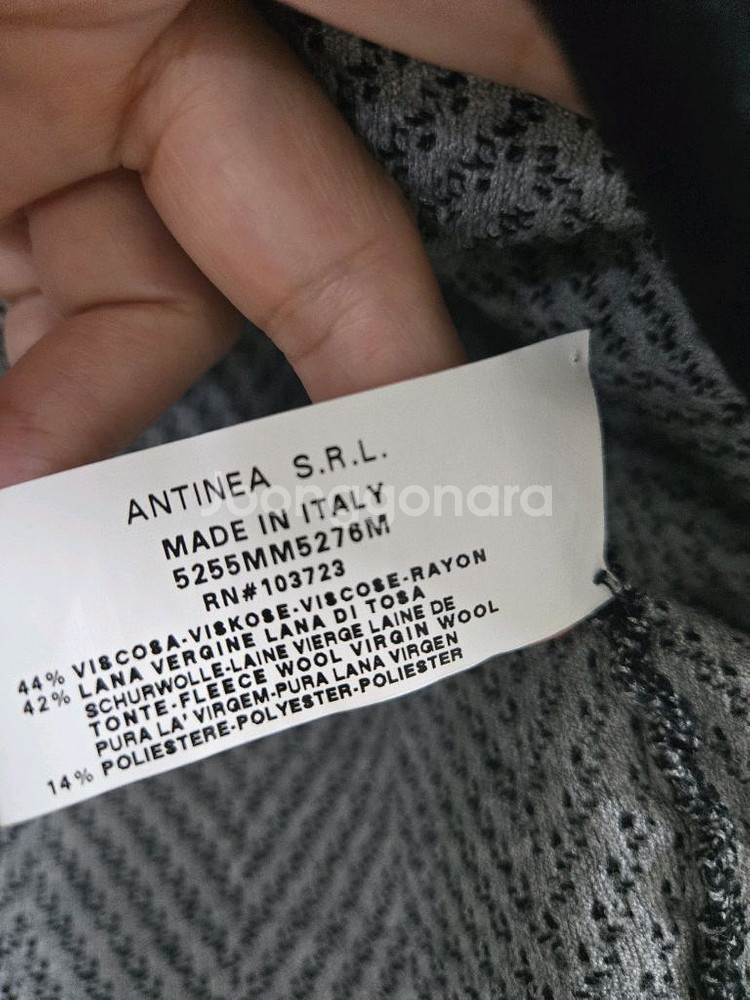 ANTINEA S.R.L.
Joonggonara
MADE IN ITALY
5255MM5276M
RN#103723
44% VISCOSA-VISKOSE-VISCOSE-RAYON
42% LANA VERGINE LANA DI TOSA
SCHURWOLLE-LAINE VIERGE LAINE DE
TONTE-FLEECE WOOL VIRGIN WOOL
PURA LA' VIRGEM-PURA LANA VIRGEN
14% POLIESTERE-POLYESTER-POLIESTER